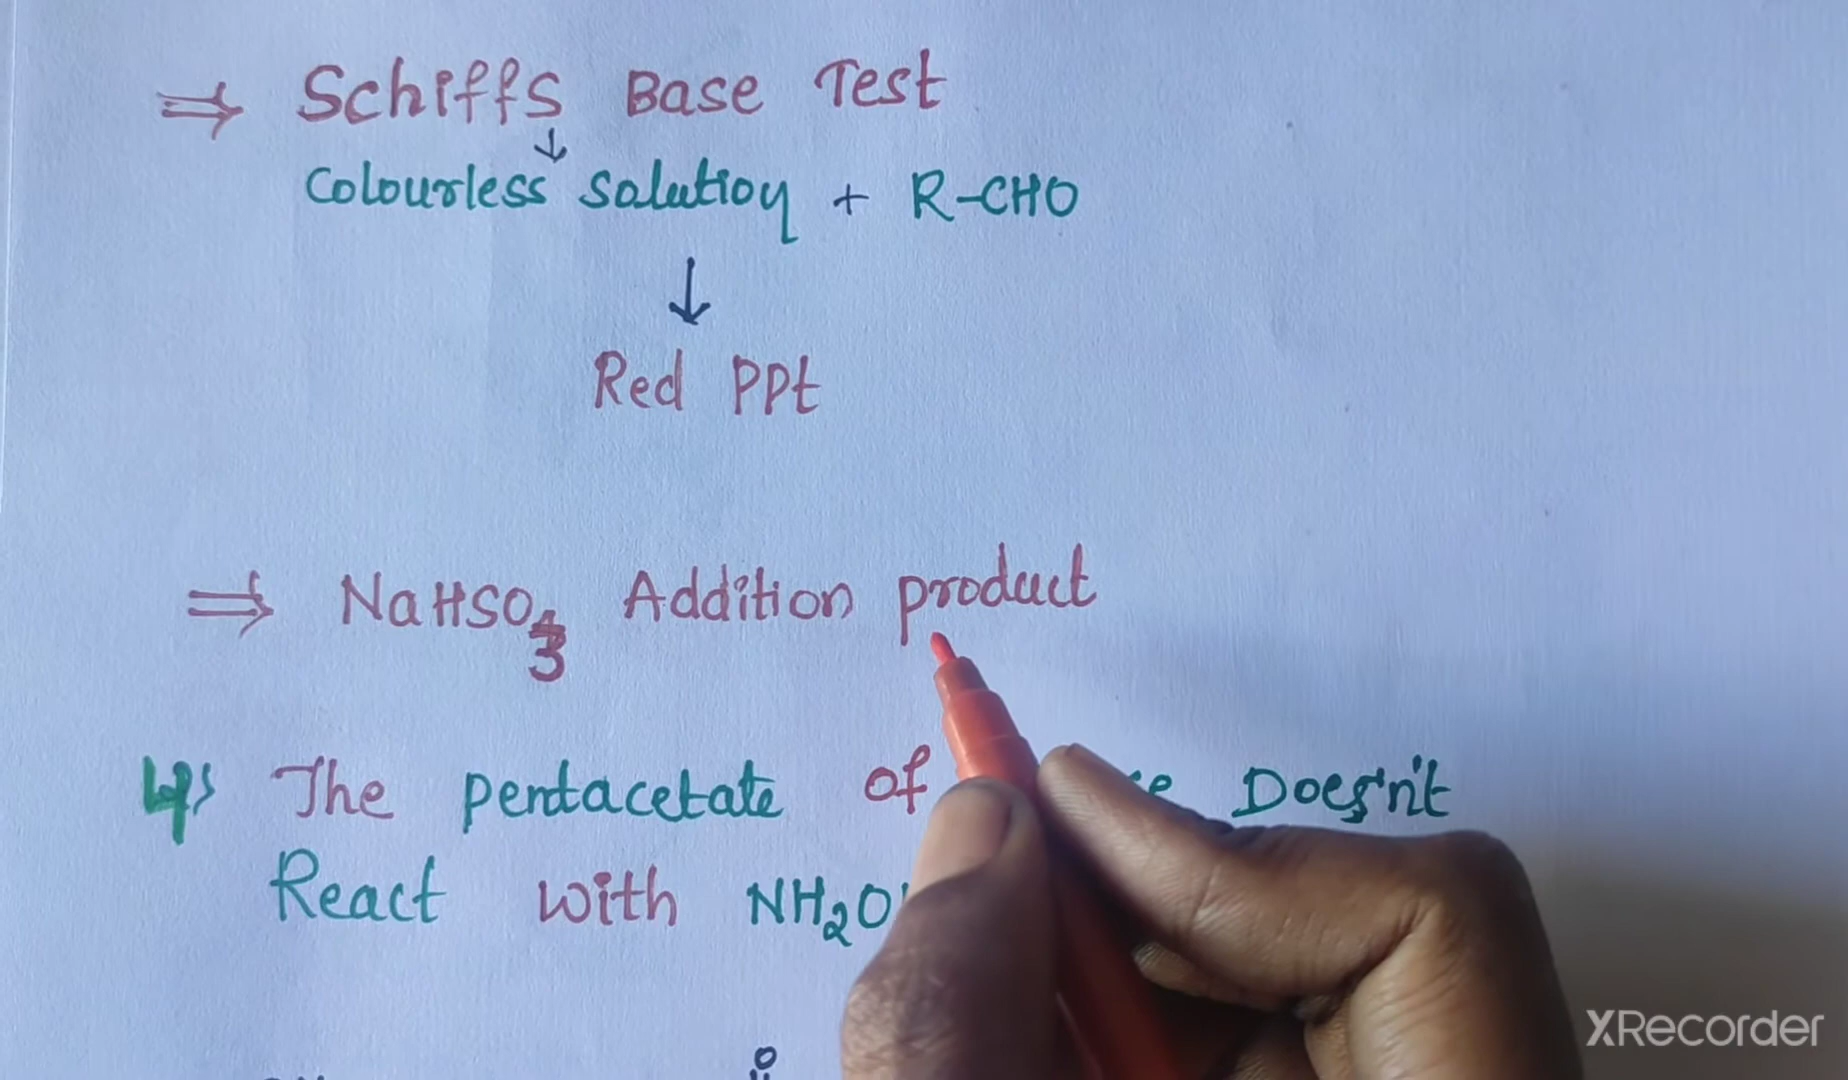 ⇒ Schiffs Base Test
↓
Colourless solution + R-CHO
↓
Red PPt
⇒ NaHSO3 Addition product
4) The pentacetate of Doesn't
React with
XRecorder